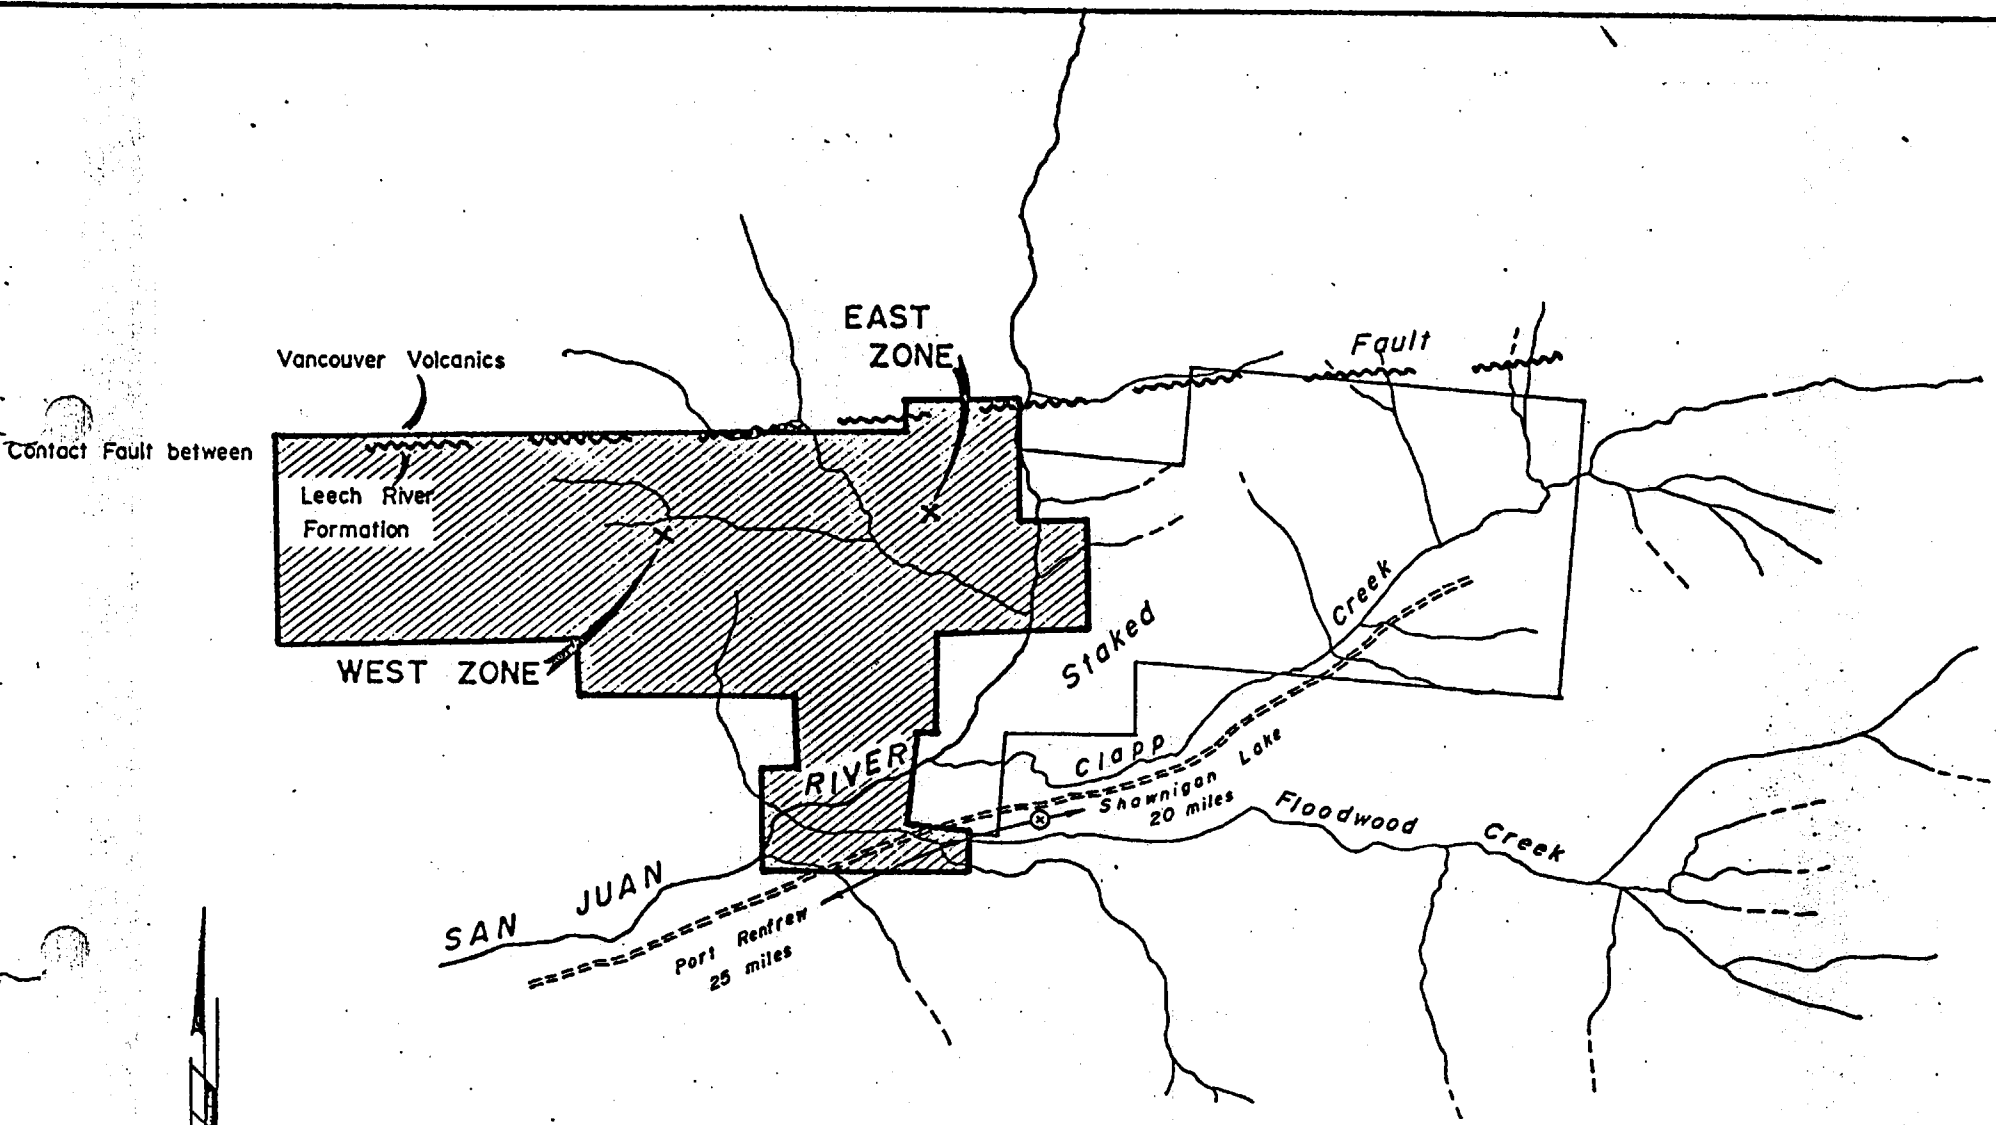 EAST
ZONE
Fault
Vancouver Volcanics
Contact Fault between
Leech River
Formation
WEST ZONE
Staked
Creek
Clapp
RIVER
Shawnigan Lake
20 miles
Floodwood Creek
SAN JUAN
Port Renfrew
25 miles